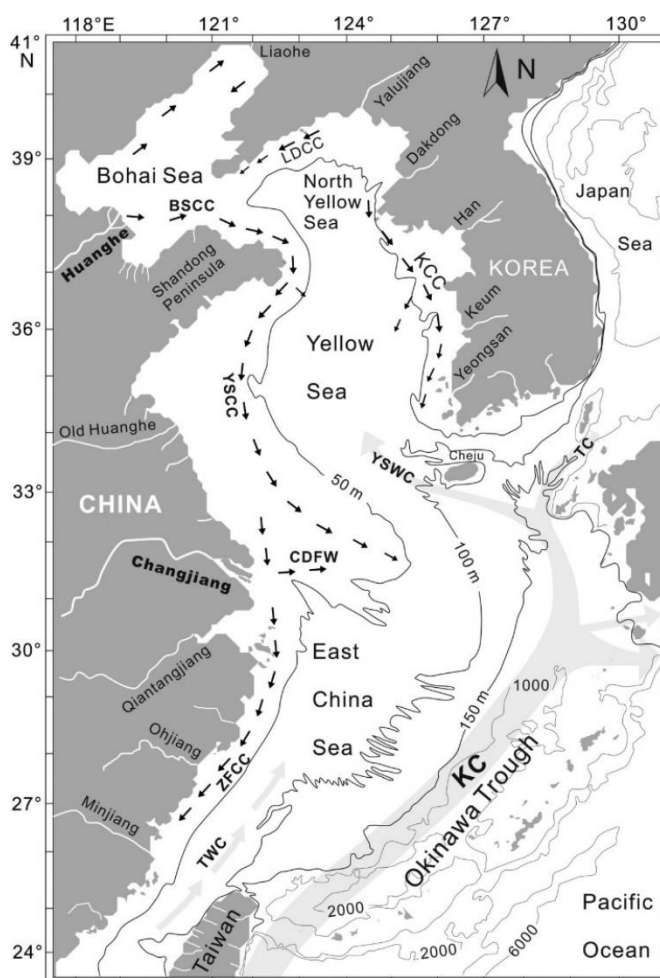 118°E
121°
124°
127°
130°
41°
N
39°
36°
33°
30°
27°
24°
N
Liaohe
Yalujiang
Dakdong
LDCC
Bohai Sea
North
Yellow
Sea
Japan
Sea
BSCC
Han
Huanghe
Shandong
Peninsula
KCC
KOREA
Keum
Yellow
Sea
Yeongsan
YSCC
Old Huanghe
Cheju
TC
YSWC
CHINA
50 m
100 m
CDFW
Changjiang
East
China
Sea
Qiantangjiang
150 m
1000
Ohjiang
ZFCC
KC
Okinawa Trough
Minjiang
TWC
Taiwan
2000
2000
6000
Pacific
Ocean